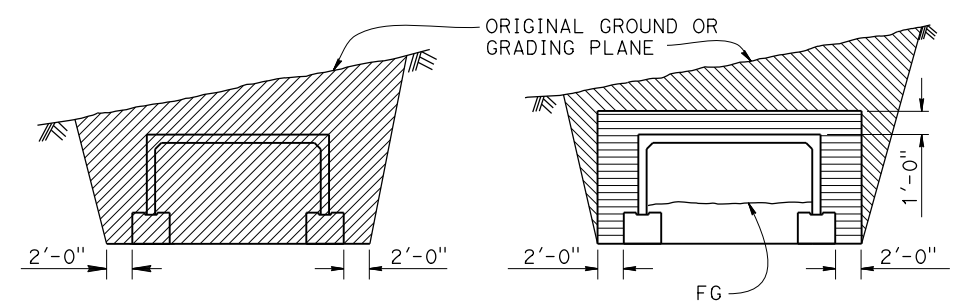 ORIGINAL GROUND OR
GRADING PLANE
1'-0"
2'-0"
2'-0"
2'-0"
2'-0"
FG